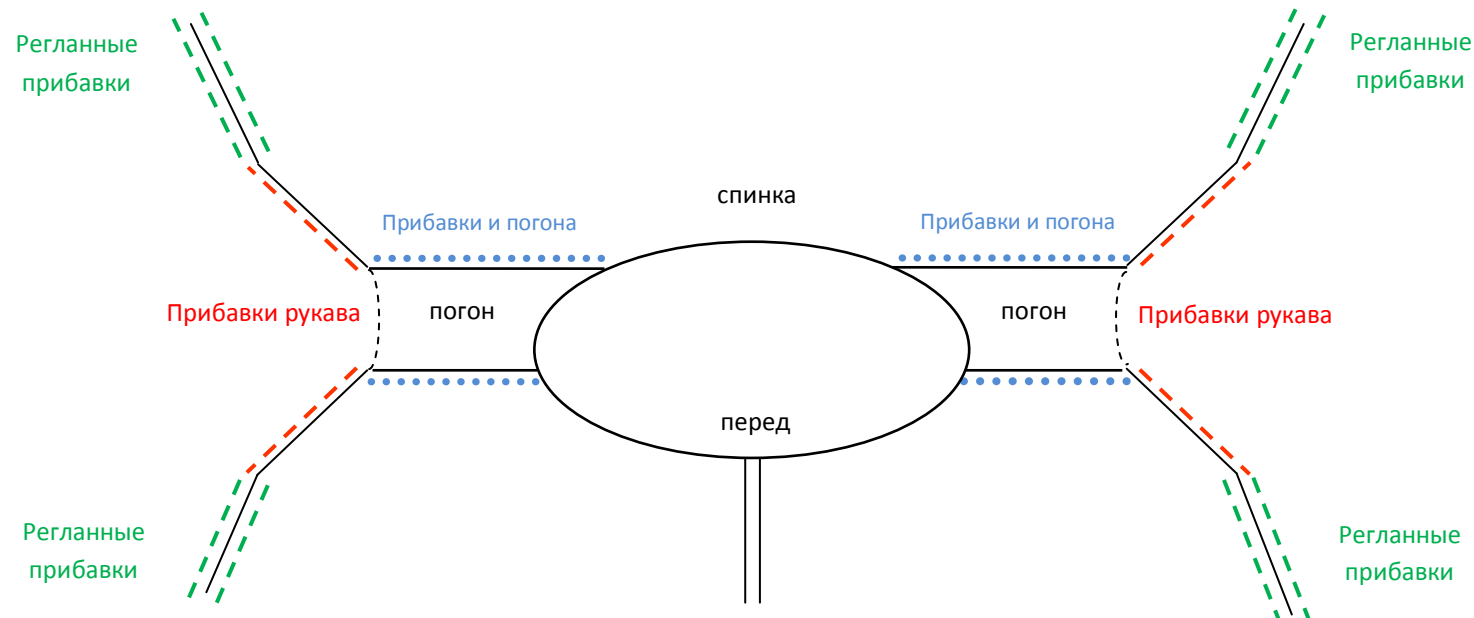 Регланные
прибавки
Регланные
прибавки
спинка
Прибавки и погона
Прибавки и погона
Прибавки рукава
погон
погон
Прибавки рукава
перед
Регланные
прибавки
Регланные
прибавки